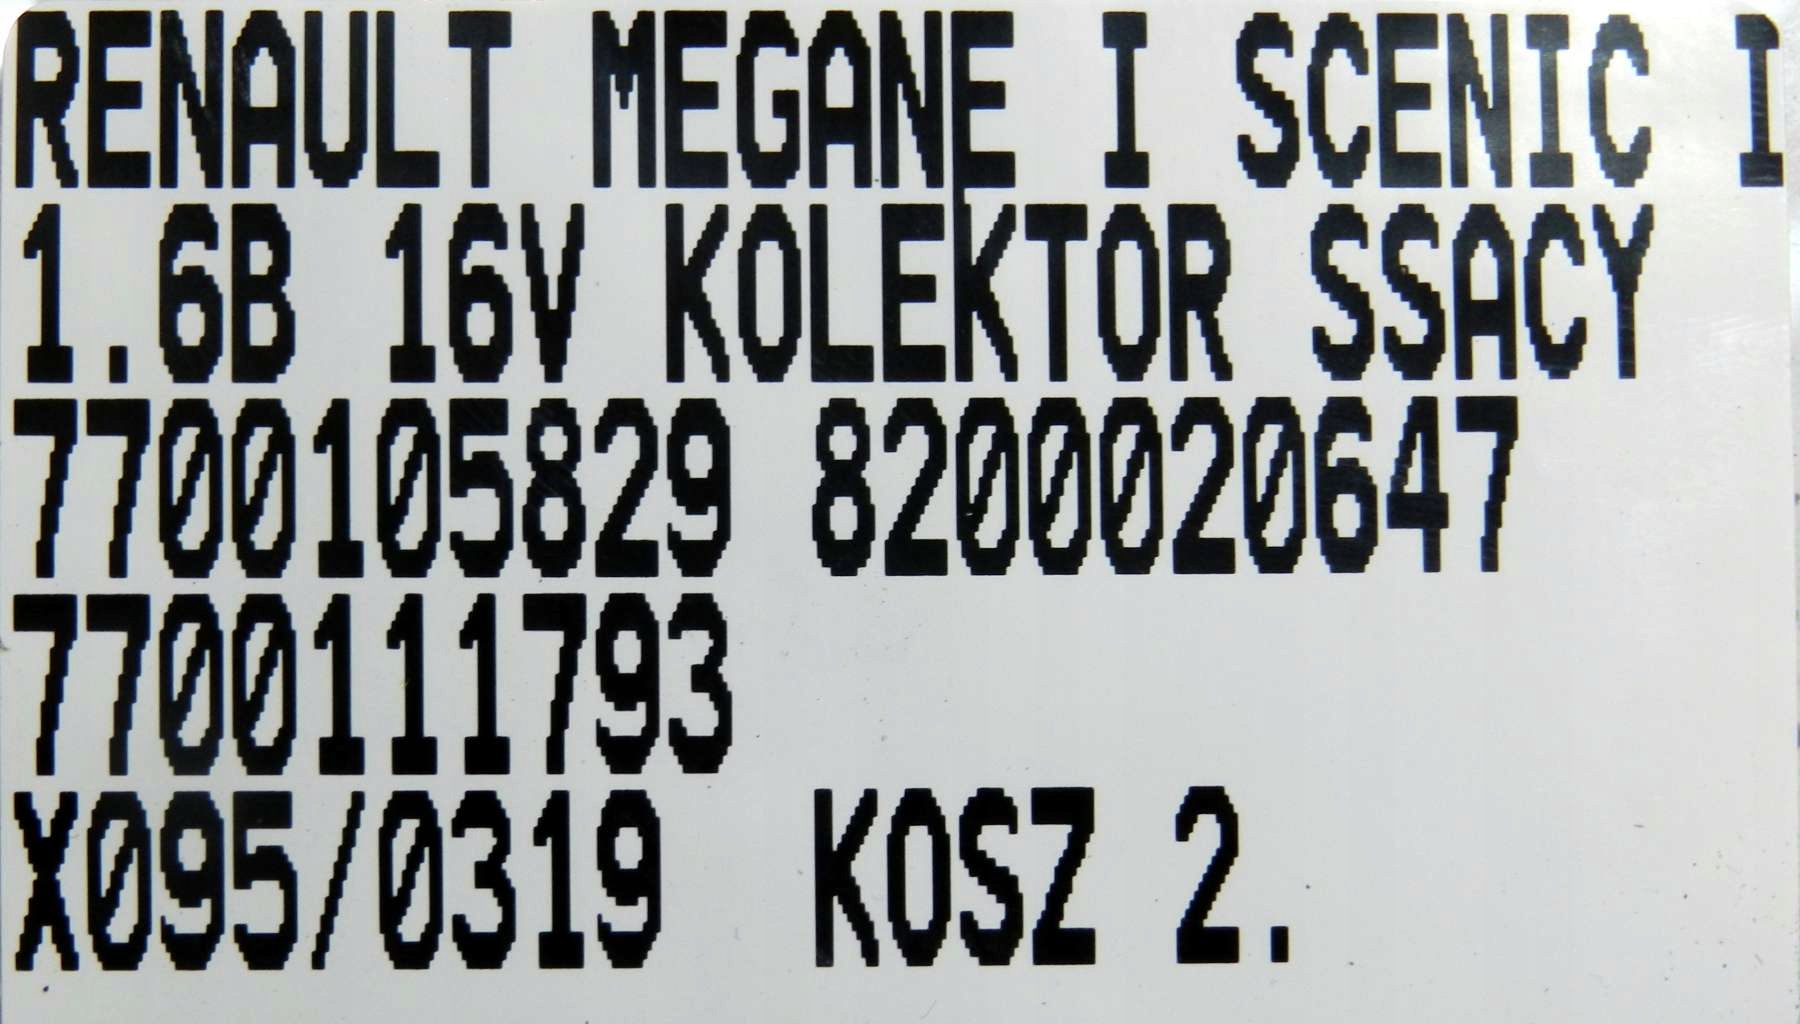 RENAULT MEGANE I SCENIC I
1.6B 16V KOLEKTOR SSACY
7700105829 8200020647
7700111793
X095/0319 KOSZ 2.